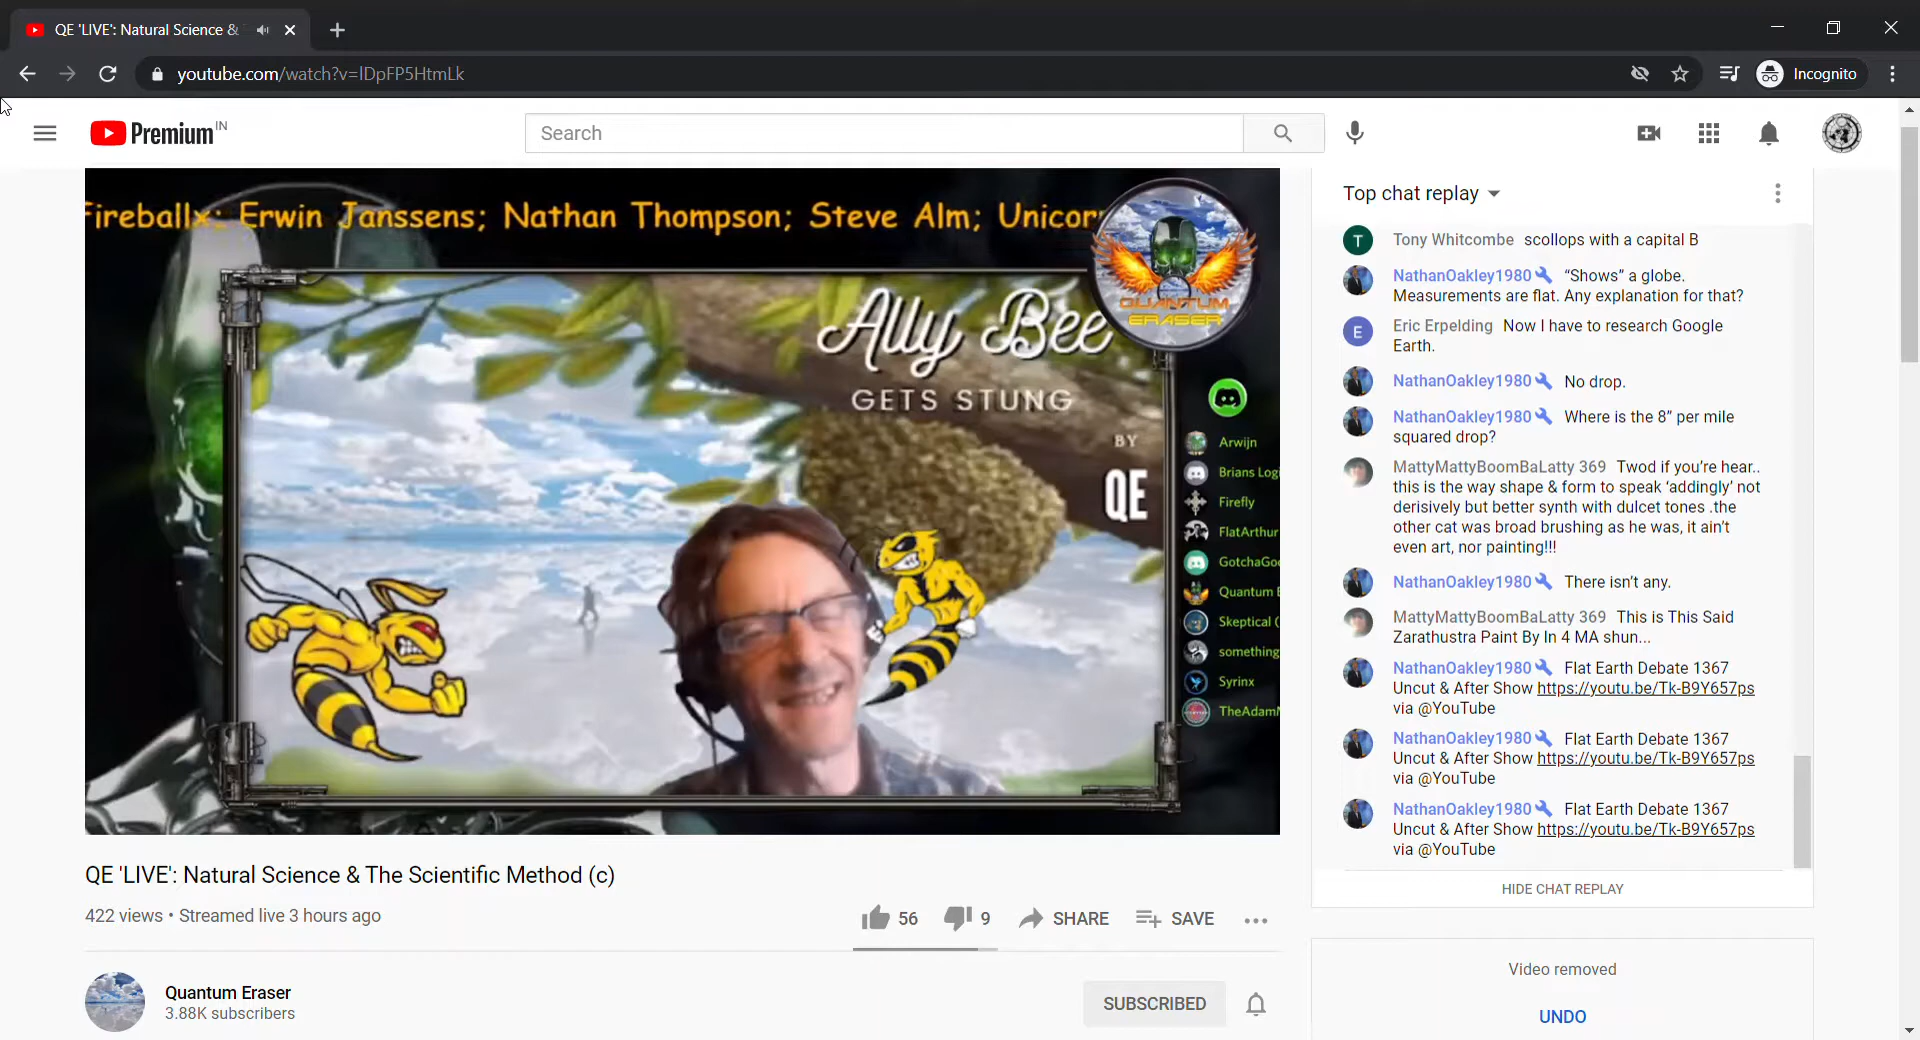 QE 'LIVE': Natural Science &
youtube.com/watch?v=IDpFP5HtmLk
Incognito
Premium IN
Search
Fireballx; Erwin Janssens; Nathan Thompson; Steve Alm; Unicor
QUANTUM
ERASER
Ally Bee
GETS STUNG
BY
QE
Arwijn
Brians Logi
Firefly
FlatArthur
GotchaGo
Quantum E
Skeptical (
something
Syrinx
TheAdam
QE 'LIVE': Natural Science & The Scientific Method (c)
422 views • Streamed live 3 hours ago
56
9
SHARE
SAVE
Quantum Eraser
3.88K subscribers
SUBSCRIBED
Top chat replay
T
Tony Whitcombe scollops with a capital B
NathanOakley1980 “Shows” a globe.
Measurements are flat. Any explanation for that?
E
Eric Erpelding Now I have to research Google
Earth.
NathanOakley1980 No drop.
NathanOakley1980 Where is the 8” per mile
squared drop?
MattyMattyBoomBaLatty 369 Twod if you’re hear..
this is the way shape & form to speak ‘addingly’ not
derisively but better synth with dulcet tones .the
other cat was broad brushing as he was, it ain’t
even art, nor painting!!!
NathanOakley1980 There isn’t any.
MattyMattyBoomBaLatty 369 This is This Said
Zarathustra Paint By In 4 MA shun...
NathanOakley1980 Flat Earth Debate 1367
Uncut & After Show https://youtu.be/Tk-B9Y657ps
via @YouTube
NathanOakley1980 Flat Earth Debate 1367
Uncut & After Show https://youtu.be/Tk-B9Y657ps
via @YouTube
NathanOakley1980 Flat Earth Debate 1367
Uncut & After Show https://youtu.be/Tk-B9Y657ps
via @YouTube
HIDE CHAT REPLAY
Video removed
UNDO